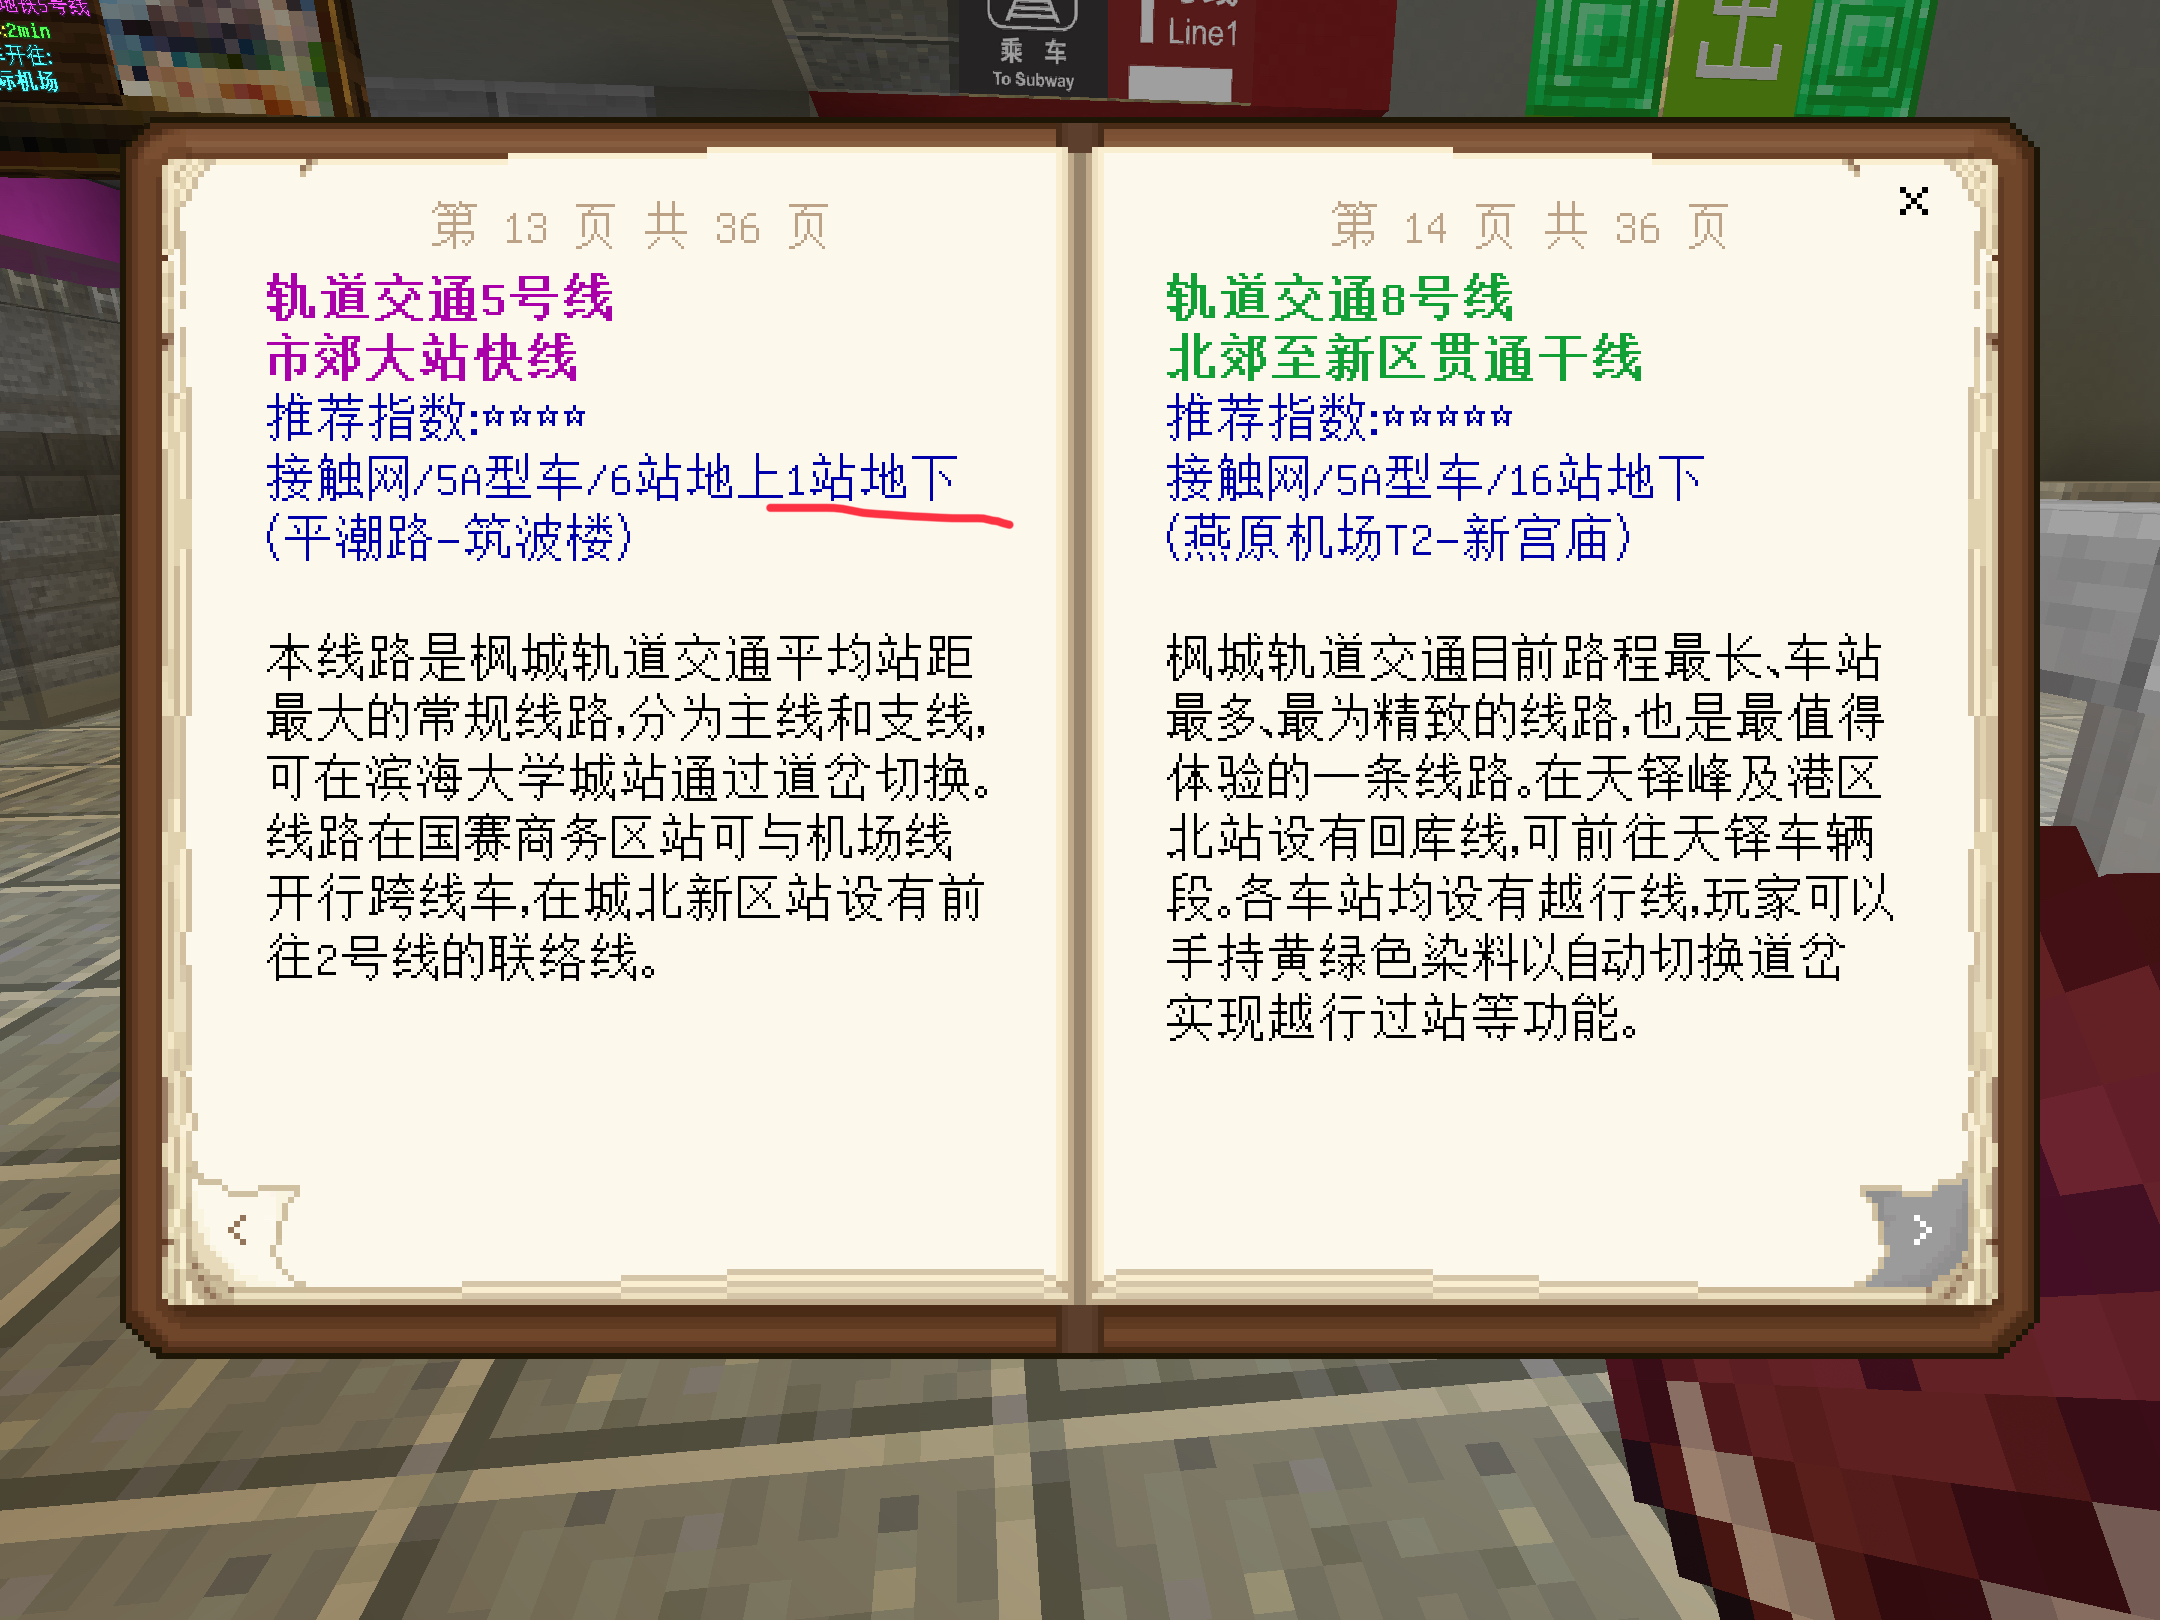 地铁5号线
:2min
开往:
际机场
乘 车
To Subway
Line1
出
第 13 页 共 36 页
轨道交通5号线
市郊大站快线
推荐指数:****
接触网/5A型车/6站地上1站地下
(平潮路-筑波楼)
本线路是枫城轨道交通平均站距
最大的常规线路,分为主线和支线,
可在滨海大学城站通过道岔切换。
线路在国赛商务区站可与机场线
开行跨线车,在城北新区站设有前
往2号线的联络线。
第 14 页 共 36 页
轨道交通8号线
北郊至新区贯通干线
推荐指数:*****
接触网/5A型车/16站地下
(燕原机场T2-新宫庙)
枫城轨道交通目前路程最长、车站
最多、最为精致的线路,也是最值得
体验的一条线路。在天铎峰及港区
北站设有回库线,可前往天铎车辆
段。各车站均设有越行线,玩家可以
手持黄绿色染料以自动切换道岔
实现越行过站等功能。